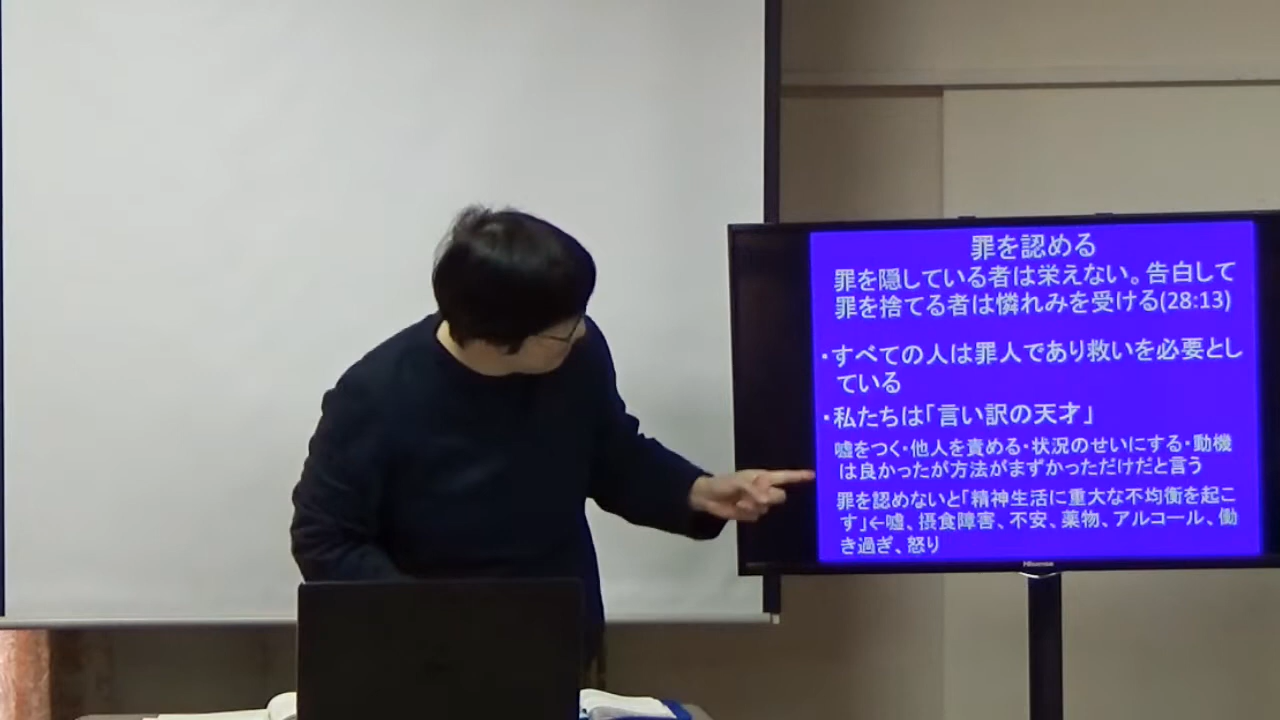 罪を認める
罪を隠している者は栄えない。告白して
罪を捨てる者は憐れみを受ける(28:13)
・すべての人は罪人であり救いを必要とし
ている
・私たちは「言い訳の天才」
嘘をつく・他人を責める・状況のせいにする・動機
は良かったが方法がまずかっただけだと言う
罪を認めないと「精神生活に重大な不均衡を起こ
す」←嘘、摂食障害、不安、薬物、アルコール、働
き過ぎ、怒り
Hisense